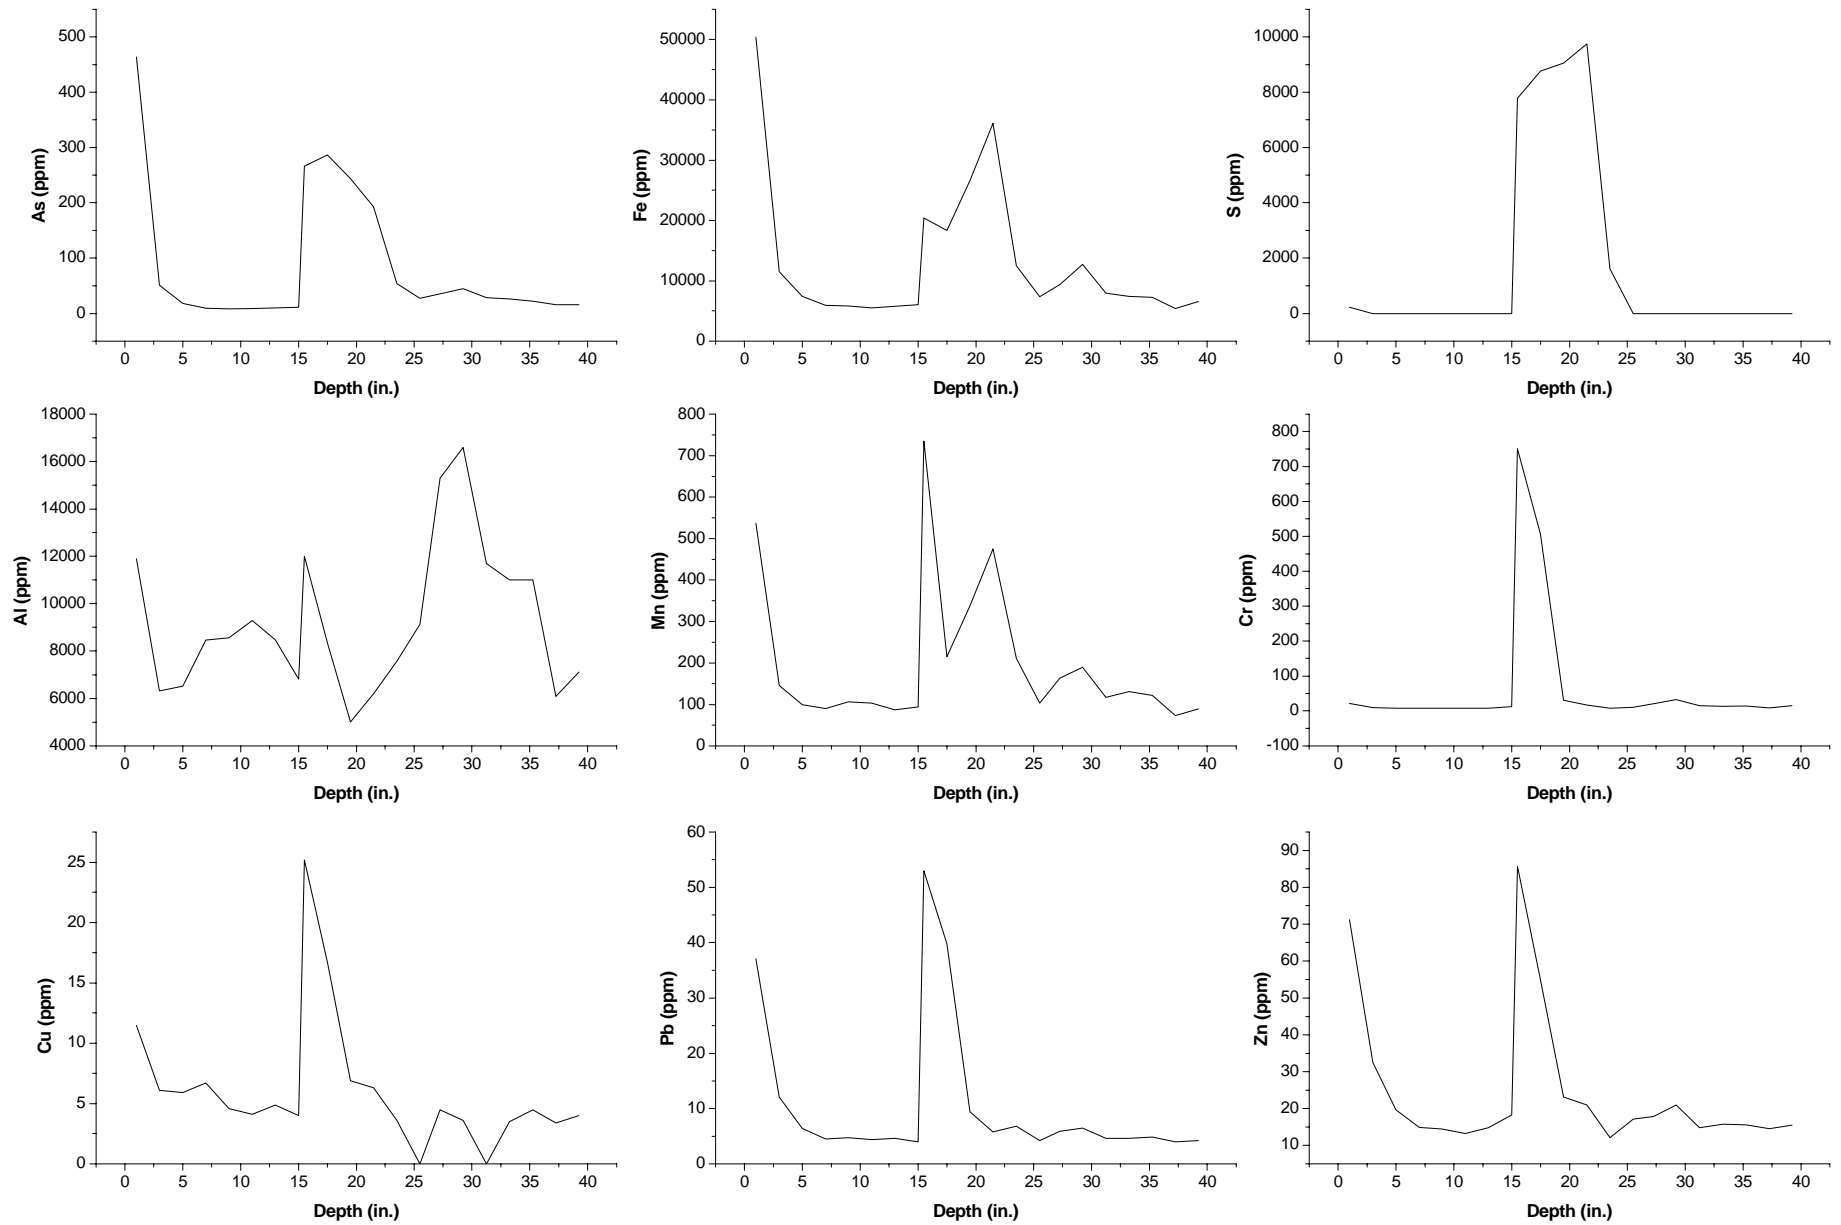 As (ppm)
500
400
300
200
100
0
0 5 10 15 20 25 30 35 40
Depth (in.)
Fe (ppm)
50000
40000
30000
20000
10000
0
0 5 10 15 20 25 30 35 40
Depth (in.)
S (ppm)
10000
8000
6000
4000
2000
0
0 5 10 15 20 25 30 35 40
Depth (in.)
Al (ppm)
18000
16000
14000
12000
10000
8000
6000
4000
0 5 10 15 20 25 30 35 40
Depth (in.)
Mn (ppm)
800
700
600
500
400
300
200
100
0
0 5 10 15 20 25 30 35 40
Depth (in.)
Cr (ppm)
800
700
600
500
400
300
200
100
0
-100
0 5 10 15 20 25 30 35 40
Depth (in.)
Cu (ppm)
25
20
15
10
5
0
0 5 10 15 20 25 30 35 40
Depth (in.)
Pb (ppm)
60
50
40
30
20
10
0
0 5 10 15 20 25 30 35 40
Depth (in.)
Zn (ppm)
90
80
70
60
50
40
30
20
10
0 5 10 15 20 25 30 35 40
Depth (in.)